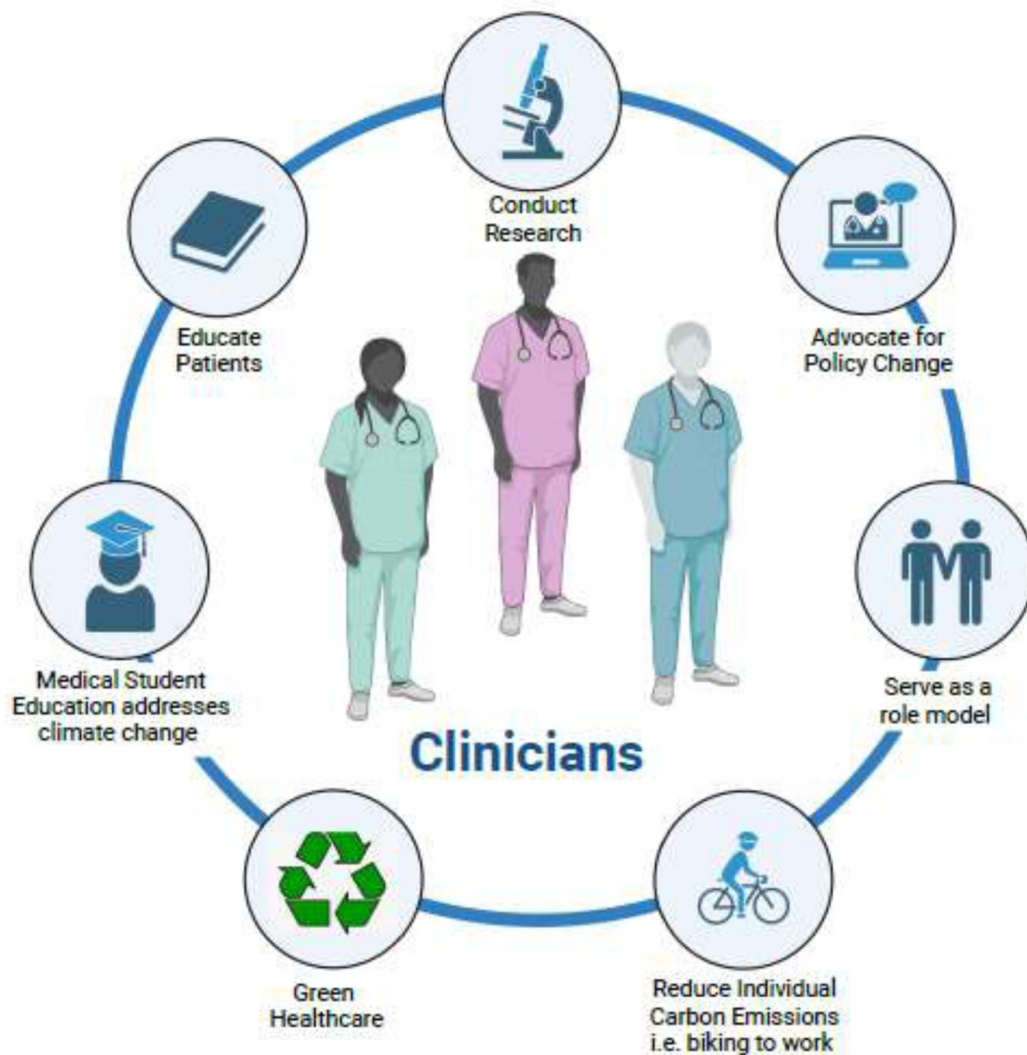 Conduct
Research
Educate
Patients
Advocate for
Policy Change
Medical Student
Education addresses
climate change
Serve as a
role model
Clinicians
Green
Healthcare
Reduce Individual
Carbon Emissions
i.e. biking to work